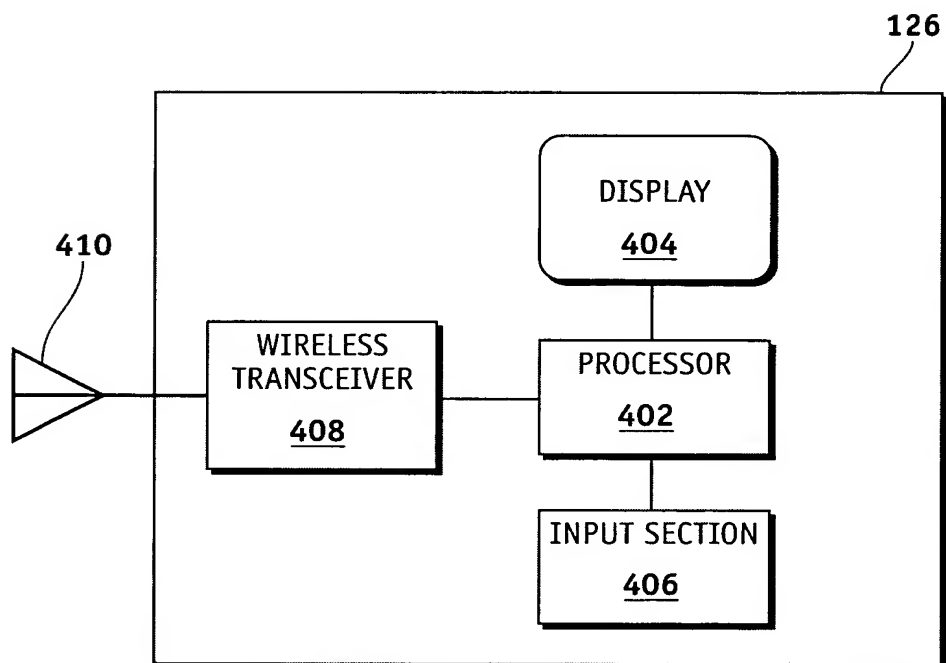 126
DISPLAY
404
410
WIRELESS
TRANSCEIVER
408
PROCESSOR
402
INPUT SECTION
406